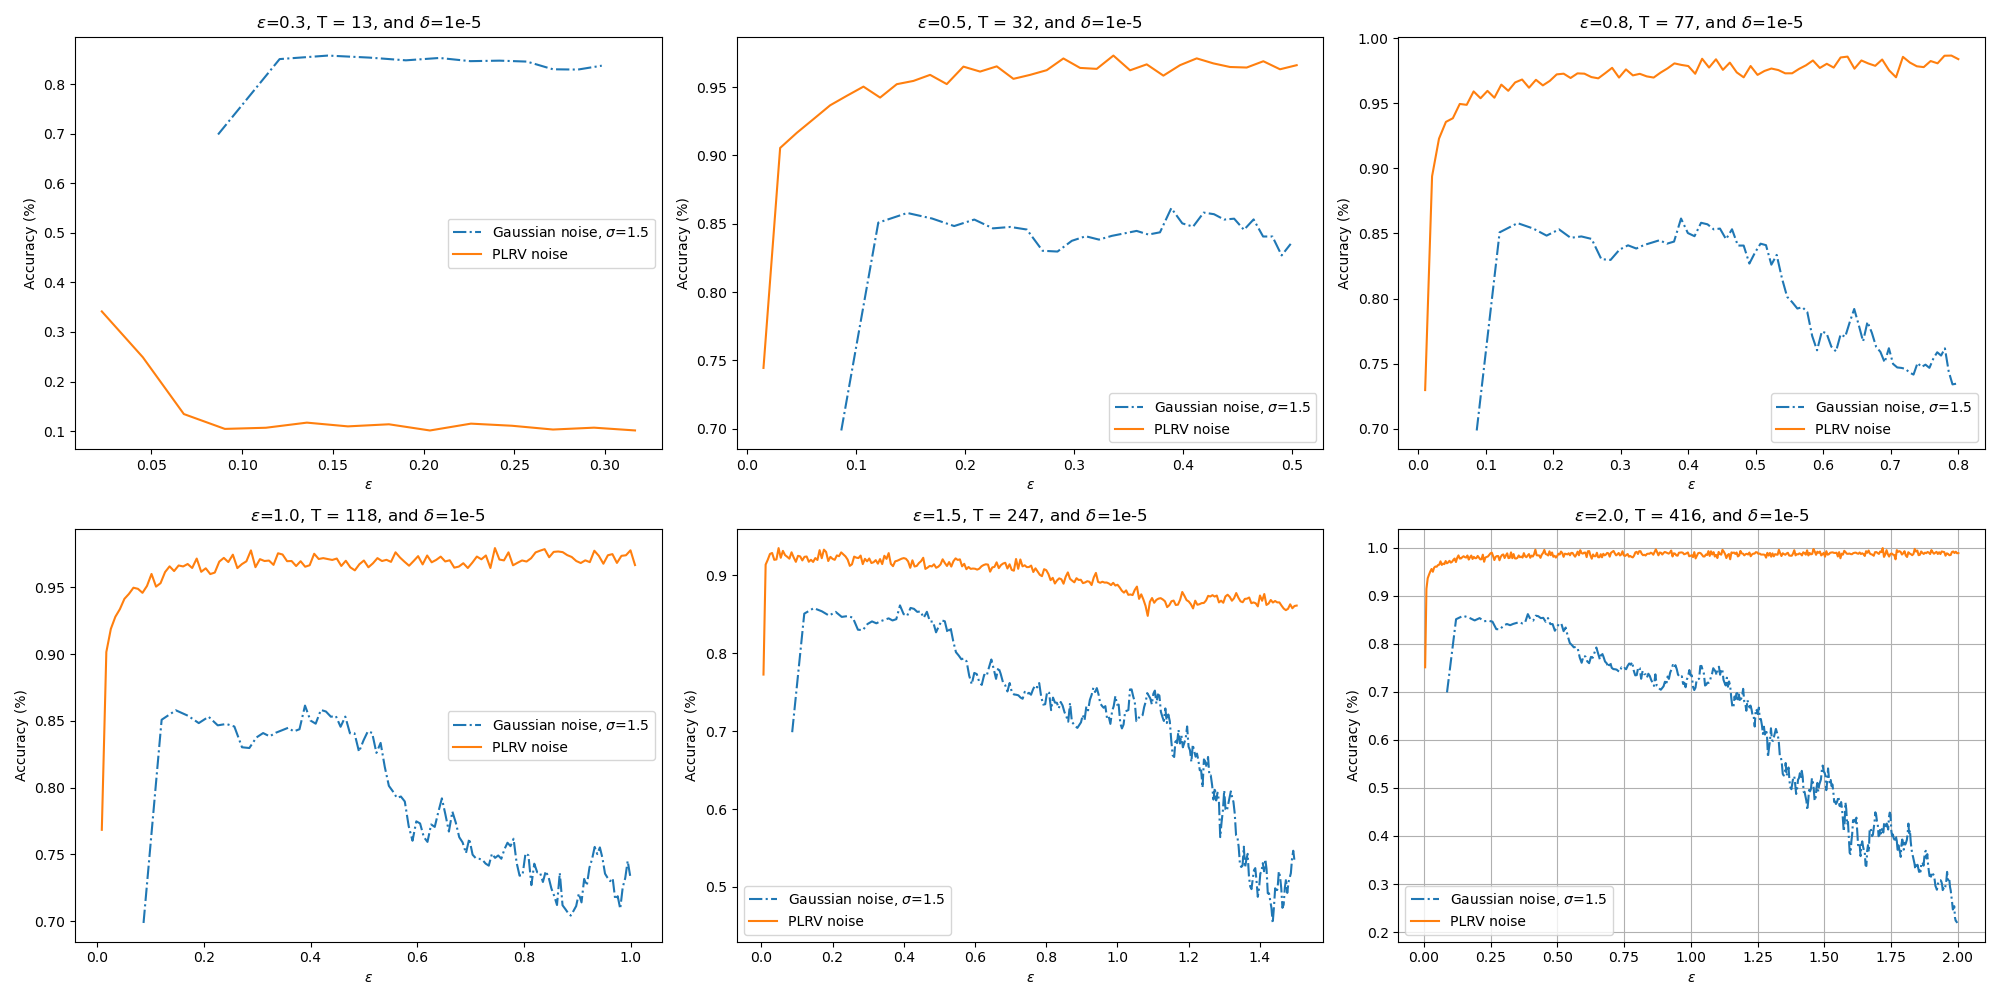 ε=0.3, T = 13, and δ=1e-5
Accuracy (%)
0.8
0.7
0.6
0.5
0.4
0.3
0.2
0.1
Gaussian noise, σ=1.5
PLRV noise
0.05 0.10 0.15 0.20 0.25 0.30
ε
ε=0.5, T = 32, and δ=1e-5
Accuracy (%)
0.95
0.90
0.85
0.80
0.75
0.70
Gaussian noise, σ=1.5
PLRV noise
0.0 0.1 0.2 0.3 0.4 0.5
ε
ε=0.8, T = 77, and δ=1e-5
Accuracy (%)
1.00
0.95
0.90
0.85
0.80
0.75
0.70
Gaussian noise, σ=1.5
PLRV noise
0.0 0.1 0.2 0.3 0.4 0.5 0.6 0.7 0.8
ε
ε=1.0, T = 118, and δ=1e-5
Accuracy (%)
0.95
0.90
0.85
0.80
0.75
0.70
Gaussian noise, σ=1.5
PLRV noise
0.0 0.2 0.4 0.6 0.8 1.0
ε
ε=1.5, T = 247, and δ=1e-5
Accuracy (%)
0.9
0.8
0.7
0.6
0.5
Gaussian noise, σ=1.5
PLRV noise
0.0 0.2 0.4 0.6 0.8 1.0 1.2 1.4
ε
ε=2.0, T = 416, and δ=1e-5
Accuracy (%)
1.0
0.9
0.8
0.7
0.6
0.5
0.4
0.3
0.2
Gaussian noise, σ=1.5
PLRV noise
0.00 0.25 0.50 0.75 1.00 1.25 1.50 1.75 2.00
ε